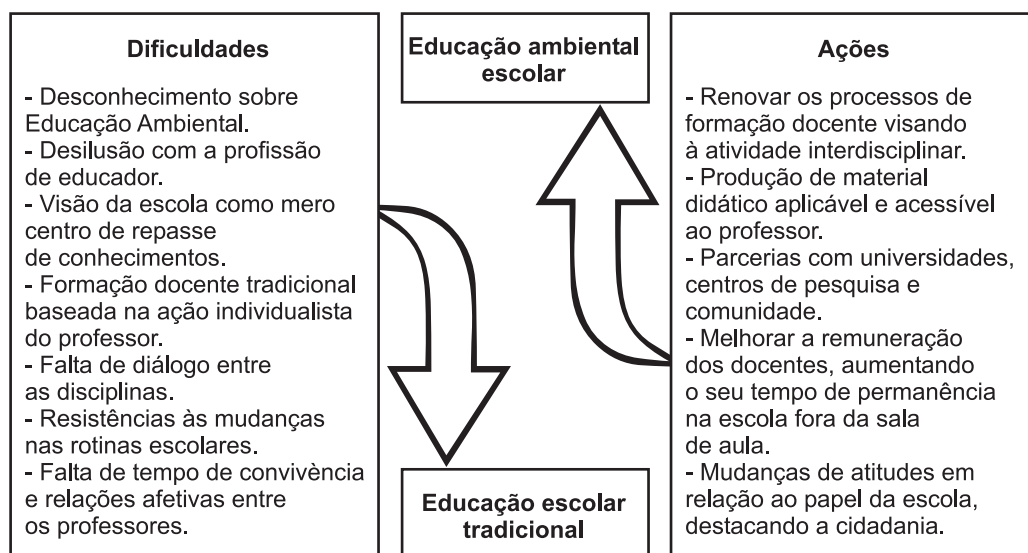 Dificuldades
- Desconhecimento sobre
Educação Ambiental.
- Desilusão com a profissão
de educador.
- Visão da escola como mero
centro de repasse
de conhecimentos.
- Formação docente tradicional
baseada na ação individualista
do professor.
- Falta de diálogo entre
as disciplinas.
- Resistências às mudanças
nas rotinas escolares.
- Falta de tempo de convivència
e relações afetivas entre
os professores.
Educação ambiental
escolar
Educação escolar
tradicional
Ações
- Renovar os processos de
formação docente visando
à atividade interdisciplinar.
- Produção de material
didático aplicável e acessível
ao professor.
- Parcerias com universidades,
centros de pesquisa e
comunidade.
- Melhorar a remuneração
dos docentes, aumentando
o seu tempo de permanência
na escola fora da sala
de aula.
- Mudanças de atitudes em
relação ao papel da escola,
destacando a cidadania.